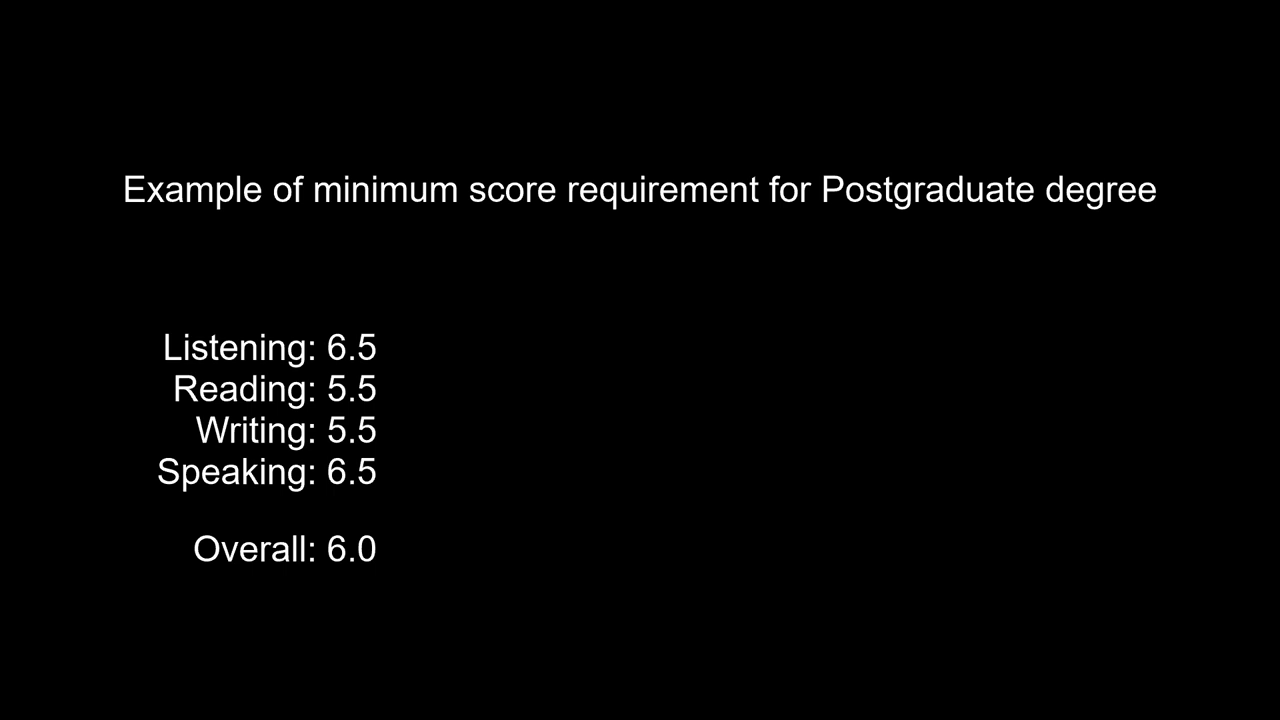 Example of minimum score requirement for Postgraduate degree
Listening: 6.5
Reading: 5.5
Writing: 5.5
Speaking: 6.5
Overall: 6.0